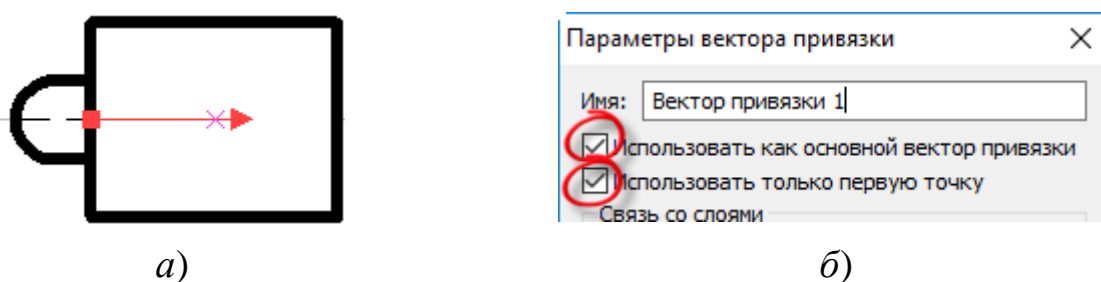 Параметры вектора привязки
Имя: Вектор привязки 1
Использовать как основной вектор привязки
Использовать только первую точку
Связь со слоями
а) б)